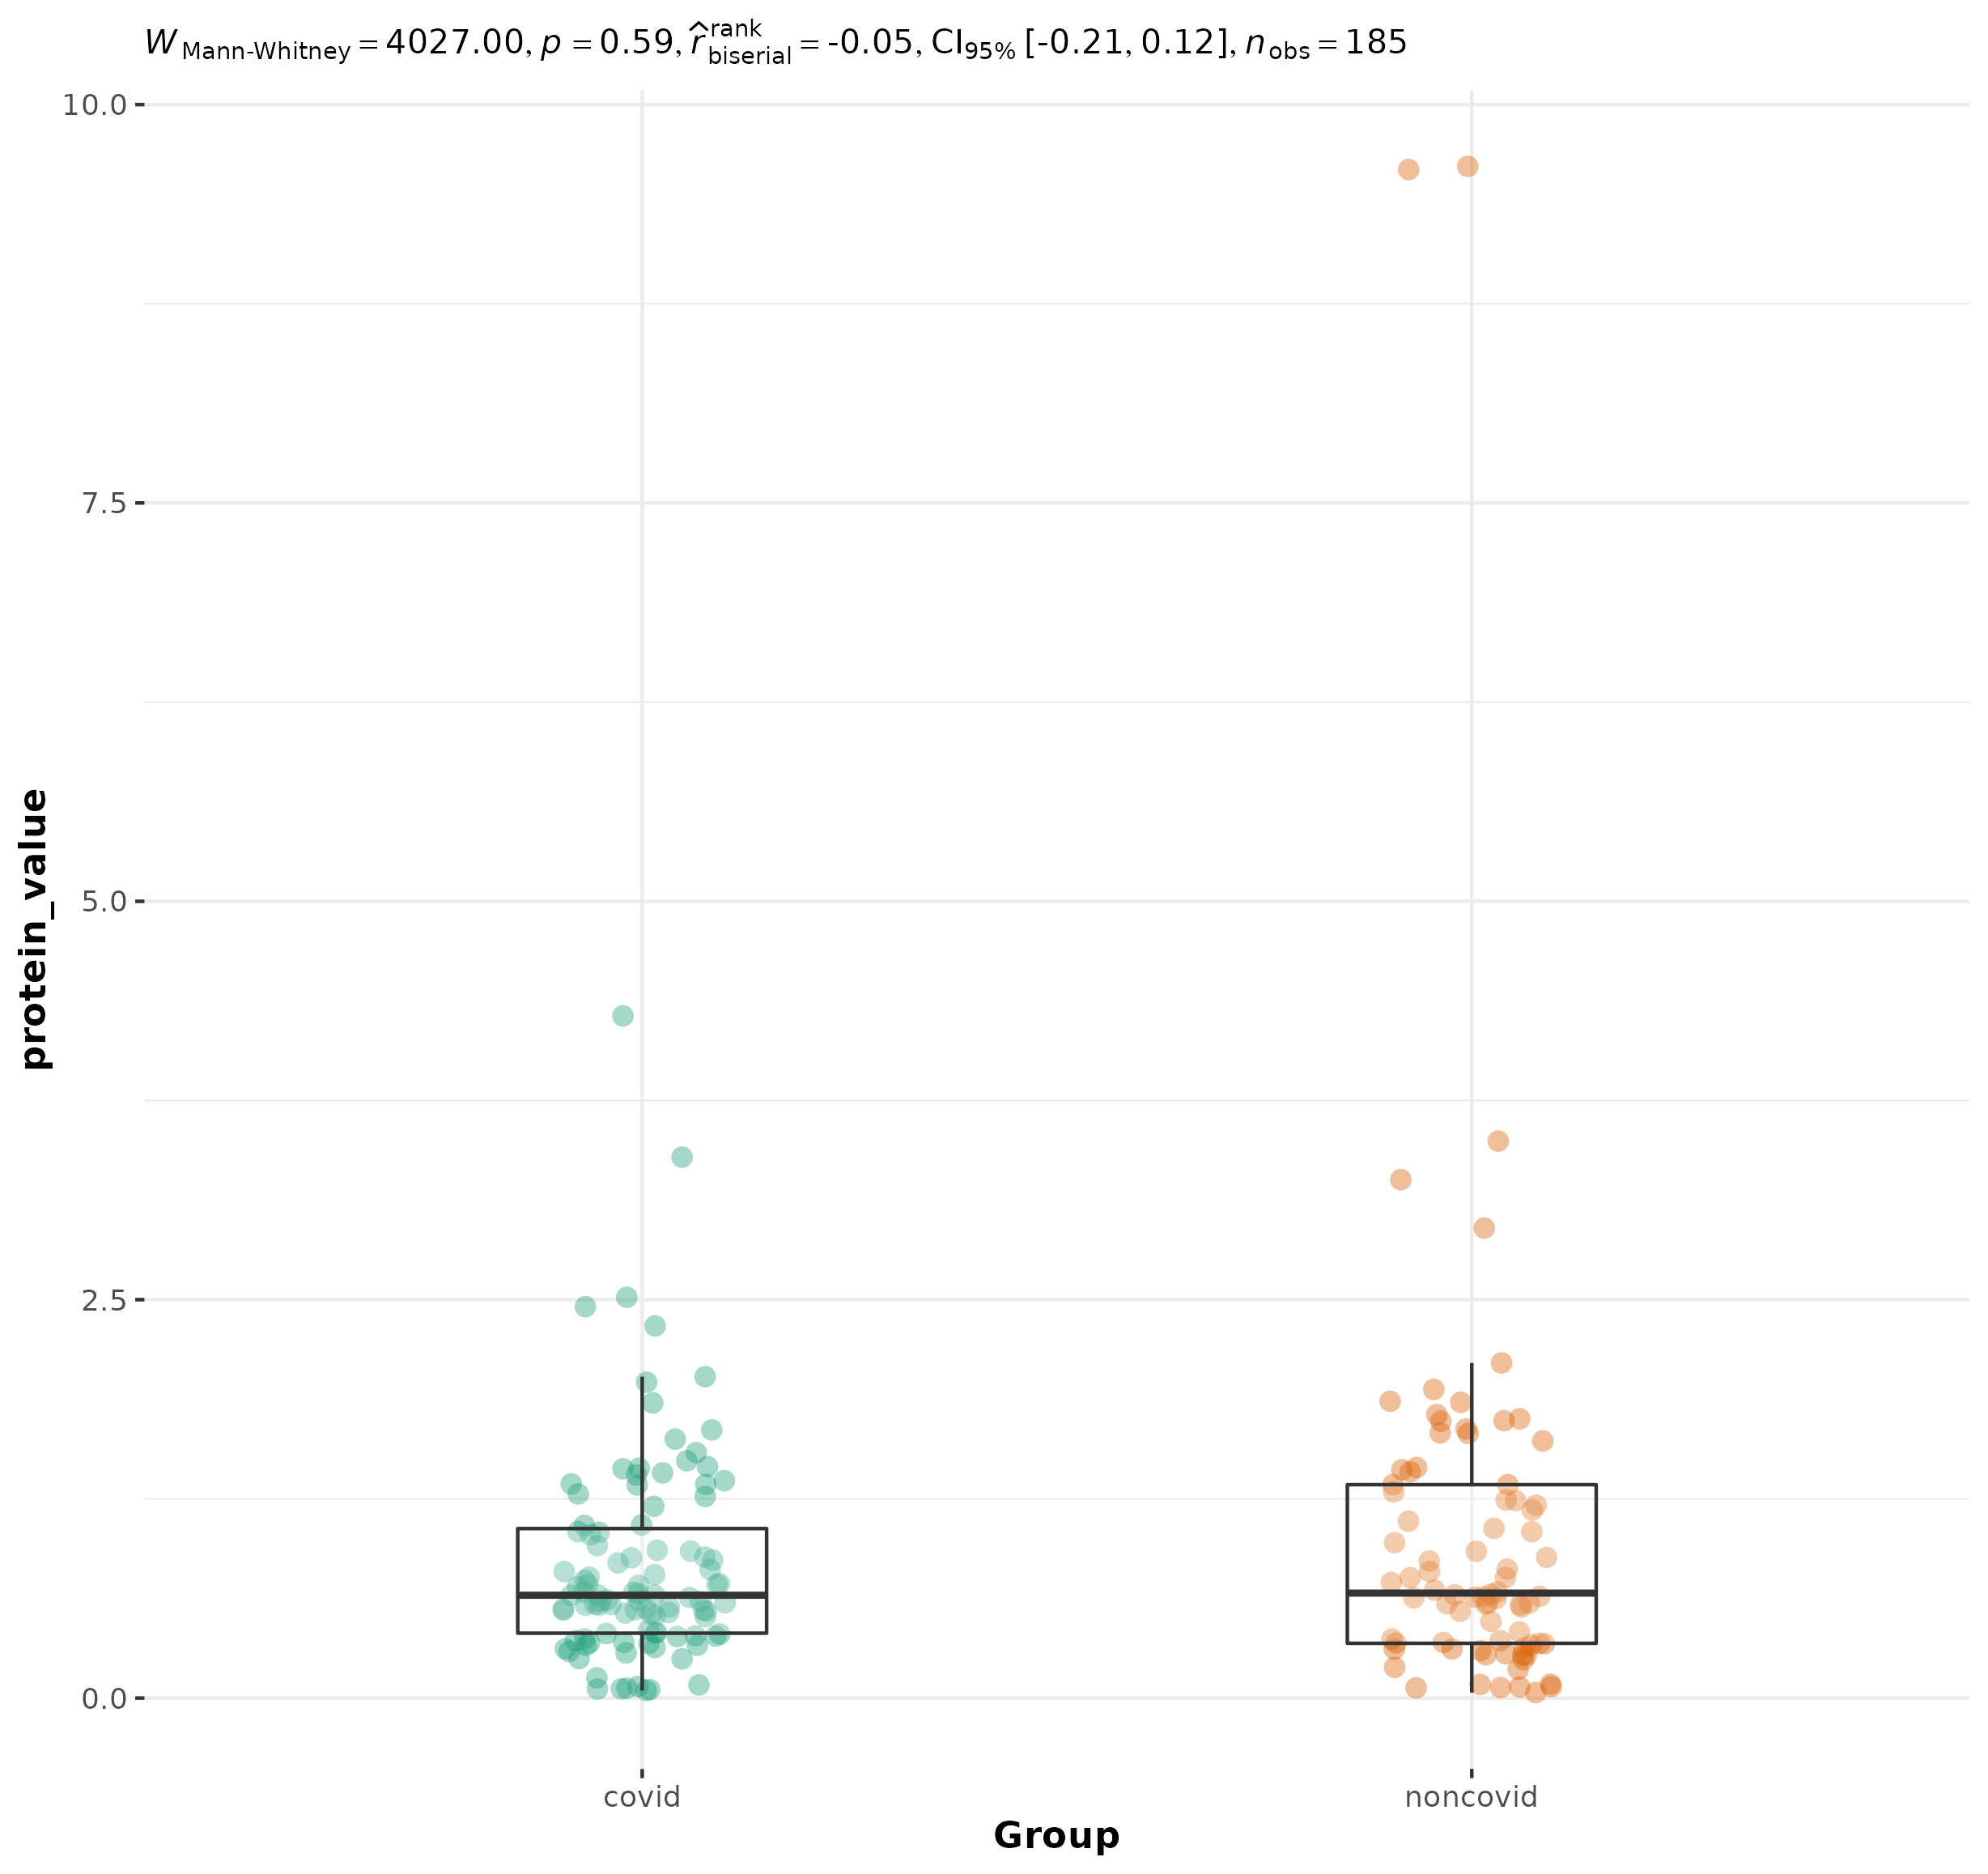 W Mann-Whitney = 4027.00, p = 0.59, r̂ rank biserial = -0.05, CI95% [-0.21, 0.12], n obs = 185
10.0
7.5
5.0
2.5
0.0
protein_value
covid noncovid
Group